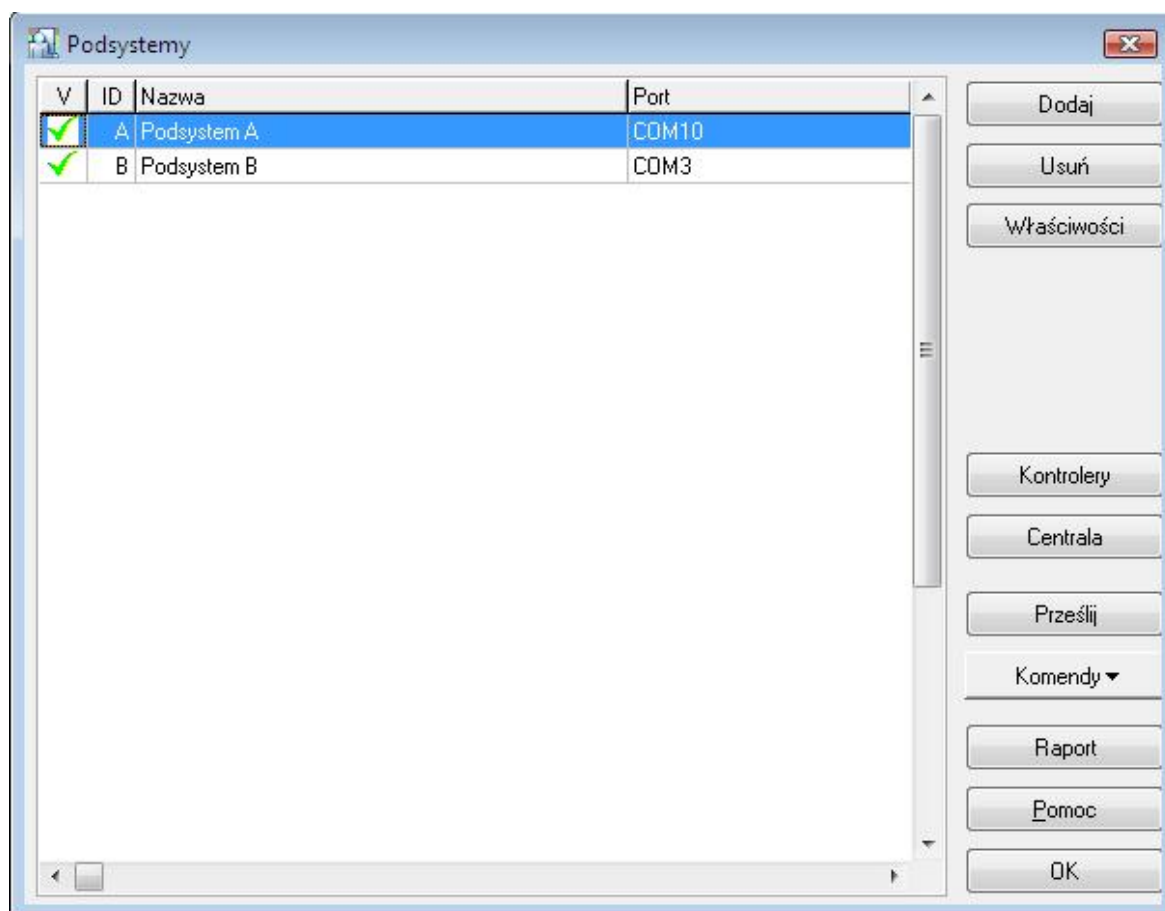 Podsystemy
V ID Nazwa Port
A Podsystem A COM10
B Podsystem B COM3
Dodaj
Usuń
Właściwości
Kontrolery
Centrala
Prześlij
Komendy
Raport
Pomoc
OK